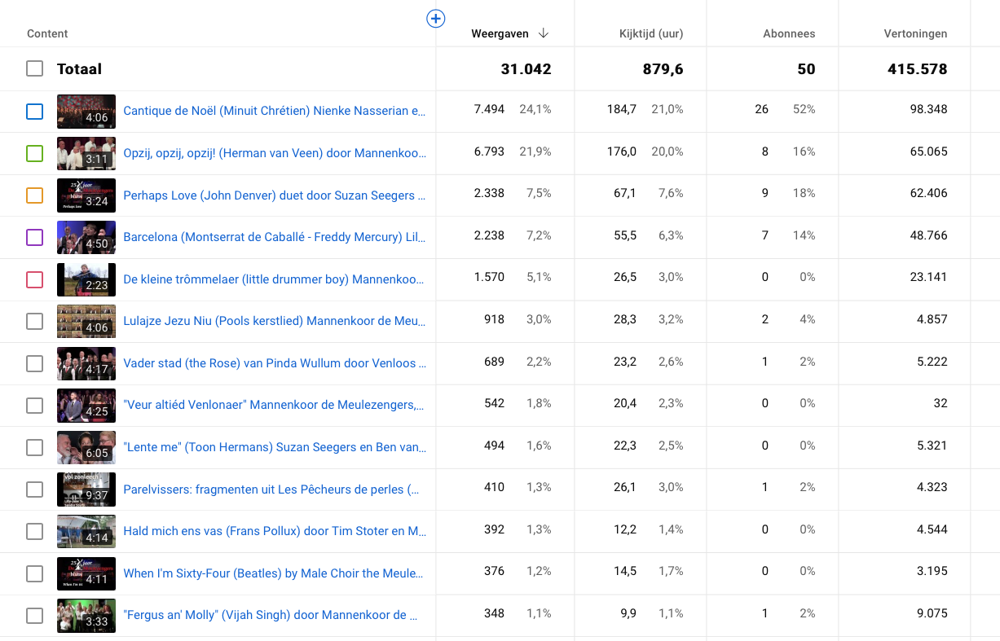 Content Weergaven ↓ Kijktijd (uur) Abonnees Vertoningen
Totaal 31.042 879,6 50 415.578
4:06 Cantique de Noël (Minuit Chrétien) Nienke Nasserian e... 7.494 24,1% 184,7 21,0% 26 52% 98.348
3:11 Opzij, opzij, opzij! (Herman van Veen) door Mannenkoo... 6.793 21,9% 176,0 20,0% 8 16% 65.065
25 jaar
3:24 Perhaps Love (John Denver) duet door Suzan Seegers ... 2.338 7,5% 67,1 7,6% 9 18% 62.406
Perhaps love
4:50 Barcelona (Montserrat de Caballé - Freddy Mercury) Lil... 2.238 7,2% 55,5 6,3% 7 14% 48.766
2:23 De kleine trômmelaer (little drummer boy) Mannenkoo... 1.570 5,1% 26,5 3,0% 0 0% 23.141
4:06 Lulajze Jezu Niu (Pools kerstlied) Mannenkoor de Meu... 918 3,0% 28,3 3,2% 2 4% 4.857
4:17 Vader stad (the Rose) van Pinda Wullum door Venloos ... 689 2,2% 23,2 2,6% 1 2% 5.222
4:25 "Veur altiéd Venlonaer" Mannenkoor de Meulezengers,... 542 1,8% 20,4 2,3% 0 0% 32
6:05 "Lente me" (Toon Hermans) Suzan Seegers en Ben van... 494 1,6% 22,3 2,5% 0 0% 5.321
vbl zonleech
9:37 Parelvissers: fragmenten uit Les Pêcheurs de perles (... 410 1,3% 26,1 3,0% 1 2% 4.323
4:14 Hald mich ens vas (Frans Pollux) door Tim Stoter en M... 392 1,3% 12,2 1,4% 0 0% 4.544
25 jaar
4:11 When I'm Sixty-Four (Beatles) by Male Choir the Meule... 376 1,2% 14,5 1,7% 0 0% 3.195
When I'm 64
3:33 "Fergus an' Molly" (Vijah Singh) door Mannenkoor de ... 348 1,1% 9,9 1,1% 1 2% 9.075